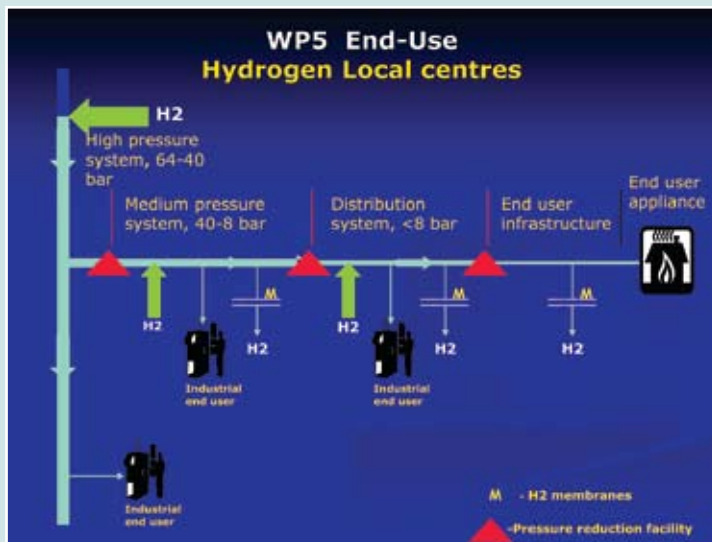 WP5 End-Use
Hydrogen Local centres
H2
High pressure
system, 64-40
bar
Medium pressure
system, 40-8 bar
Distribution
system, <8 bar
End user
infrastructure
End user
appliance
M
M
M
H2
H2
H2
H2
H2
Industrial
end user
Industrial
end user
Industrial
end user
M - H2 membranes
-Pressure reduction facility